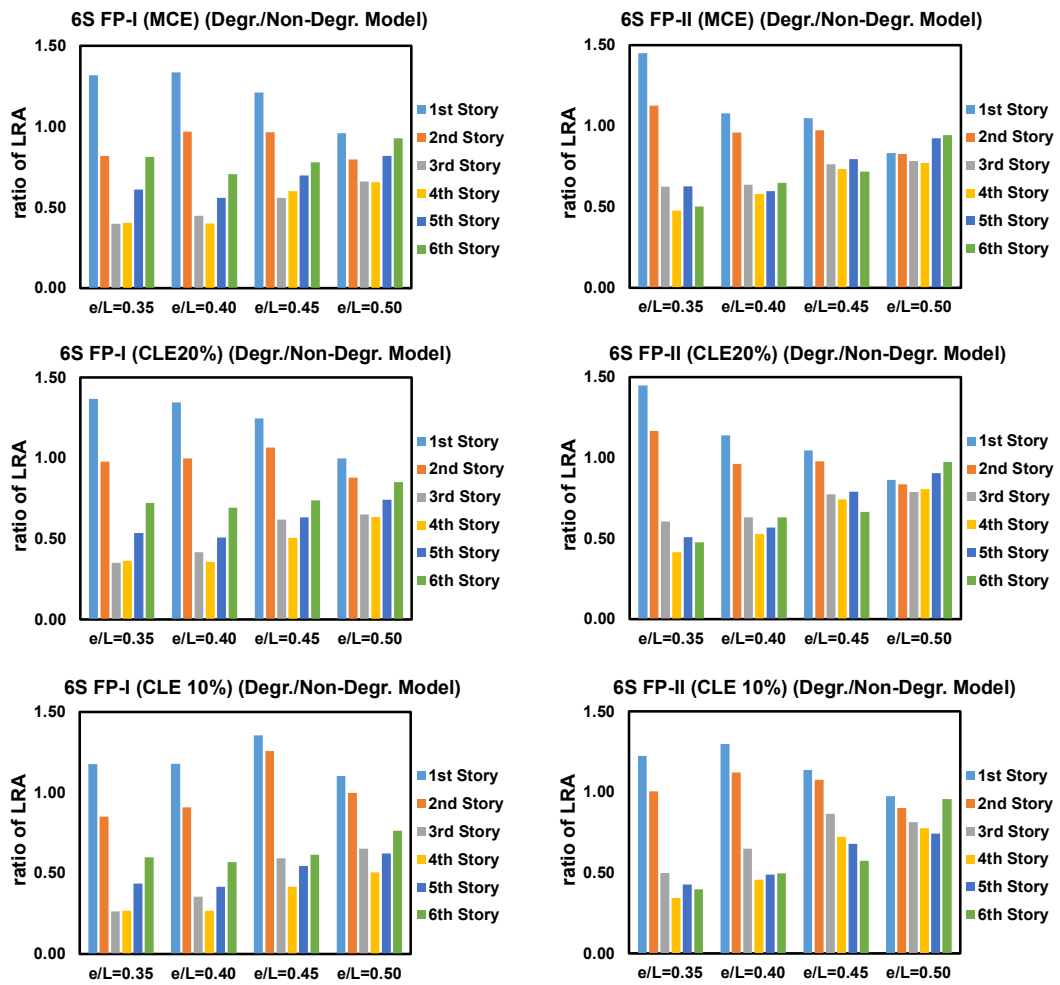 6S FP-I (MCE) (Degr./Non-Degr. Model)
ratio of LRA
1.50
1.00
0.50
0.00
e/L=0.35 e/L=0.40 e/L=0.45 e/L=0.50
1st Story
2nd Story
3rd Story
4th Story
5th Story
6th Story
6S FP-II (MCE) (Degr./Non-Degr. Model)
ratio of LRA
1.50
1.00
0.50
0.00
e/L=0.35 e/L=0.40 e/L=0.45 e/L=0.50
1st Story
2nd Story
3rd Story
4th Story
5th Story
6th Story
6S FP-I (CLE20%) (Degr./Non-Degr. Model)
ratio of LRA
1.50
1.00
0.50
0.00
e/L=0.35 e/L=0.40 e/L=0.45 e/L=0.50
1st Story
2nd Story
3rd Story
4th Story
5th Story
6th Story
6S FP-II (CLE20%) (Degr./Non-Degr. Model)
ratio of LRA
1.50
1.00
0.50
0.00
e/L=0.35 e/L=0.40 e/L=0.45 e/L=0.50
1st Story
2nd Story
3rd Story
4th Story
5th Story
6th Story
6S FP-I (CLE 10%) (Degr./Non-Degr. Model)
ratio of LRA
1.50
1.00
0.50
0.00
e/L=0.35 e/L=0.40 e/L=0.45 e/L=0.50
1st Story
2nd Story
3rd Story
4th Story
5th Story
6th Story
6S FP-II (CLE 10%) (Degr./Non-Degr. Model)
ratio of LRA
1.50
1.00
0.50
0.00
e/L=0.35 e/L=0.40 e/L=0.45 e/L=0.50
1st Story
2nd Story
3rd Story
4th Story
5th Story
6th Story